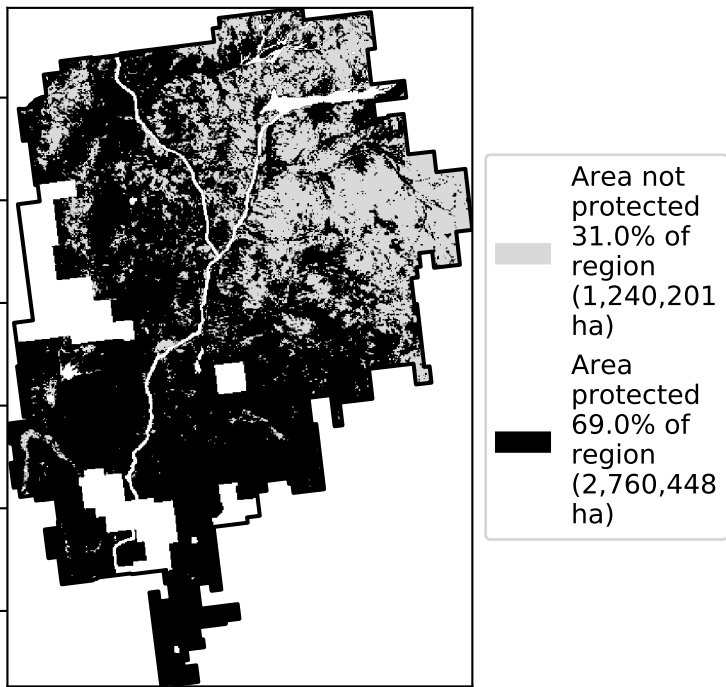 Area not
protected
31.0% of
region
(1,240,201
ha)
Area
protected
69.0% of
region
(2,760,448
ha)